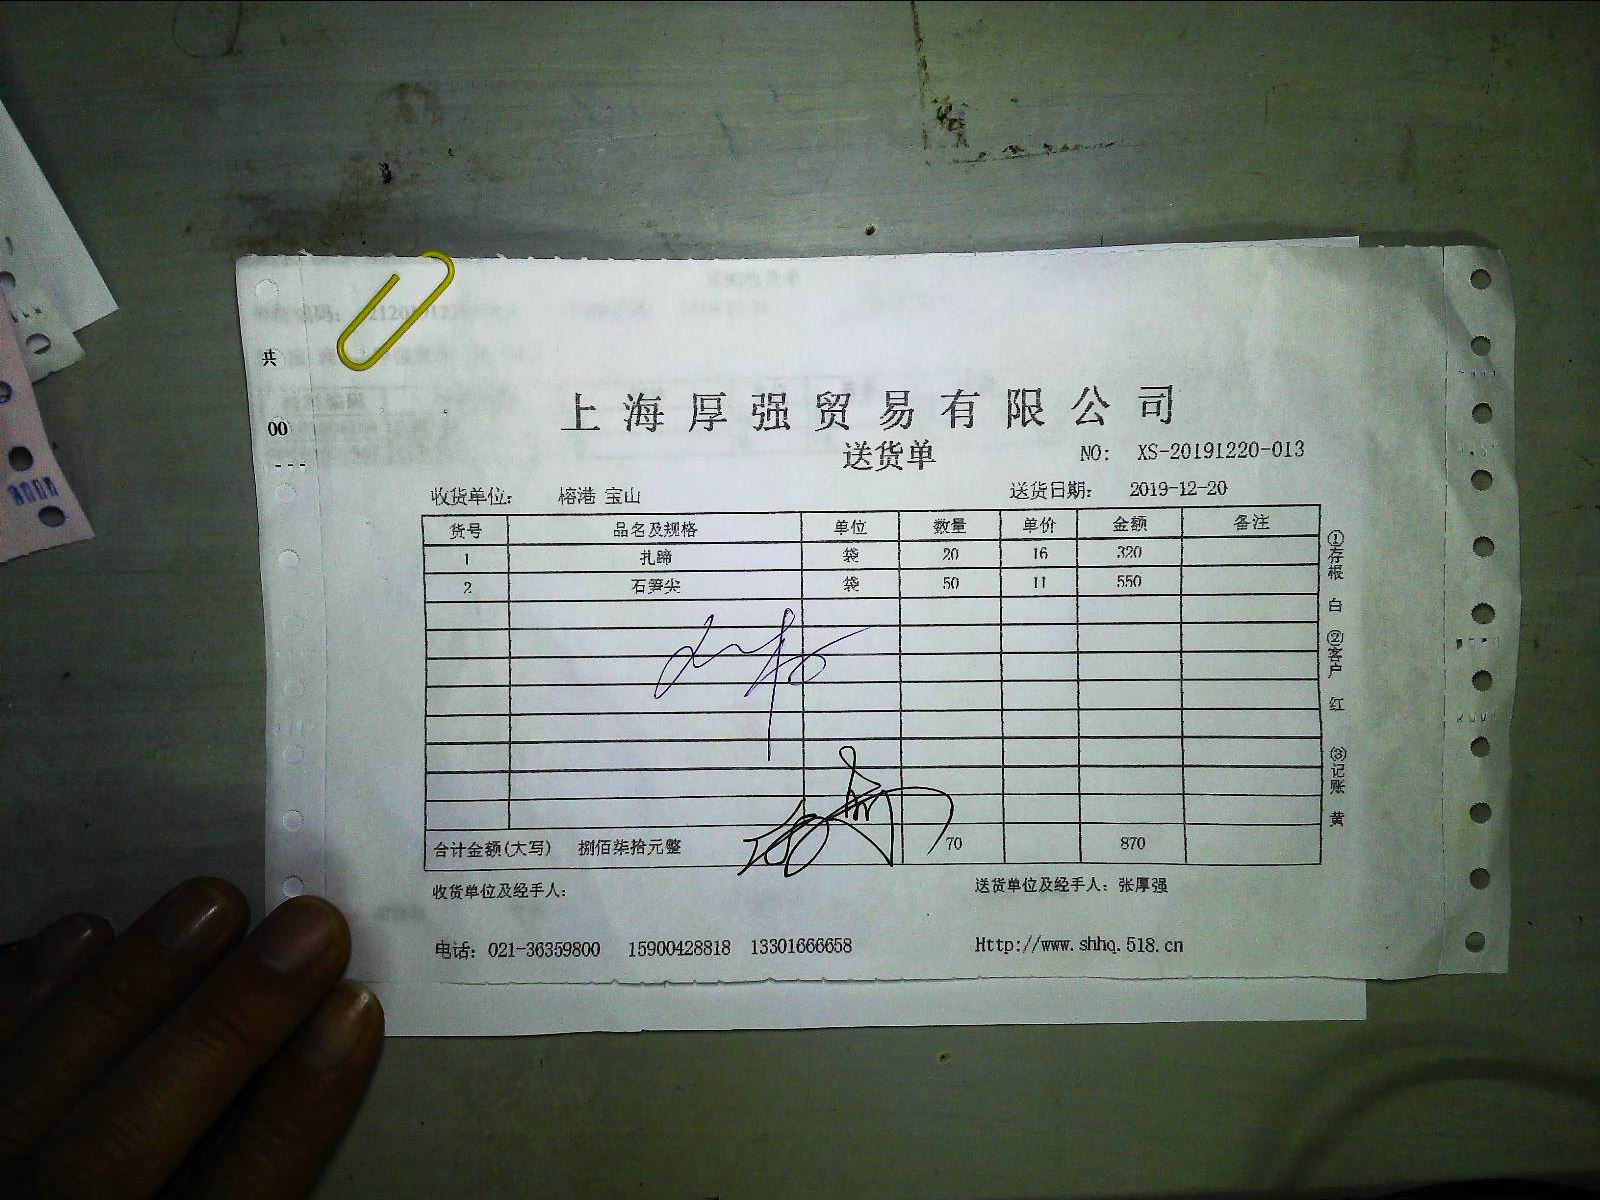 上海厚强贸易有限公司
送货单
NO: XS-20191220-013
收货单位: 榕港 宝山
送货日期: 2019-12-20
货号 品名及规格 单位 数量 单价 金额 备注
1 扎蹄 袋 20 16 320
2 石笋尖 袋 50 11 550
合计金额(大写) 捌佰柒拾元整 70 870
收货单位及经手人:
送货单位及经手人: 张厚强
电话: 021-36359800 15900428818 13301666658
Http://www.shhq.518.cn
①存根 白 ②客户 红 ③记账 黄
共
00